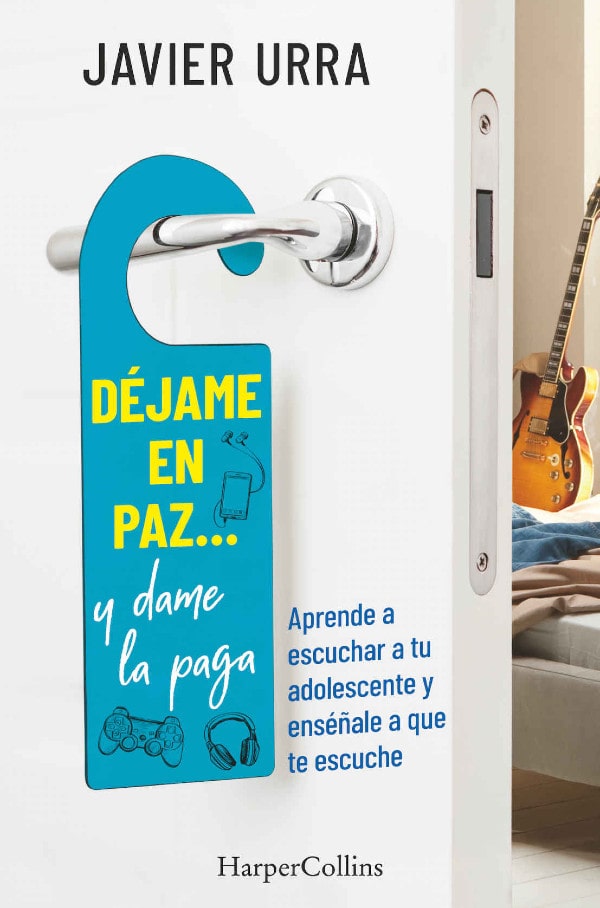 JAVIER URRA
DÉJAME
EN
PAZ...
y dame
la paga
Aprende a
escuchar a tu
adolescente y
enséñale a que
te escuche
HarperCollins